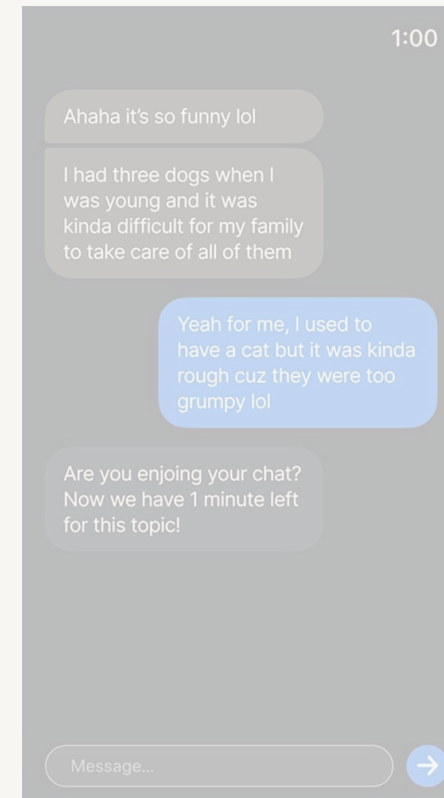 1:00
Ahaha it's so funny lol
I had three dogs when I
was young and it was
kinda difficult for my family
to take care of all of them
Yeah for me, I used to
have a cat but it was kinda
rough cuz they were too
grumpy lol
Are you enjoing your chat?
Now we have 1 minute left
for this topic!
Message...